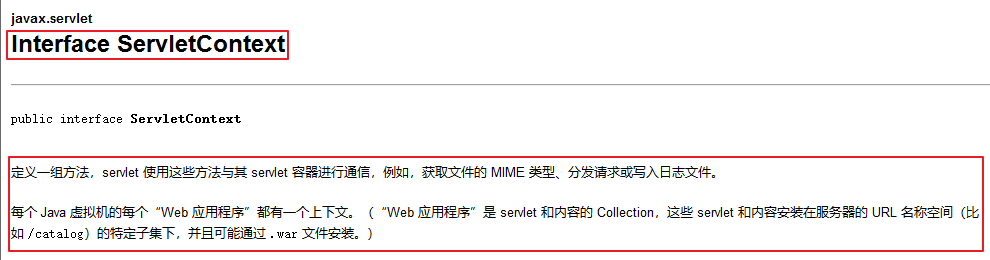 javax.servlet
Interface ServletContext
public interface ServletContext
定义一组方法，servlet 使用这些方法与其 servlet 容器进行通信，例如，获取文件的 MIME 类型、分发请求或写入日志文件。
每个 Java 虚拟机的每个“Web 应用程序”都有一个上下文。（“Web 应用程序”是 servlet 和内容的 Collection，这些 servlet 和内容安装在服务器的 URL 名称空间（比
如 /catalog）的特定子集下，并且可能通过 .war 文件安装。）